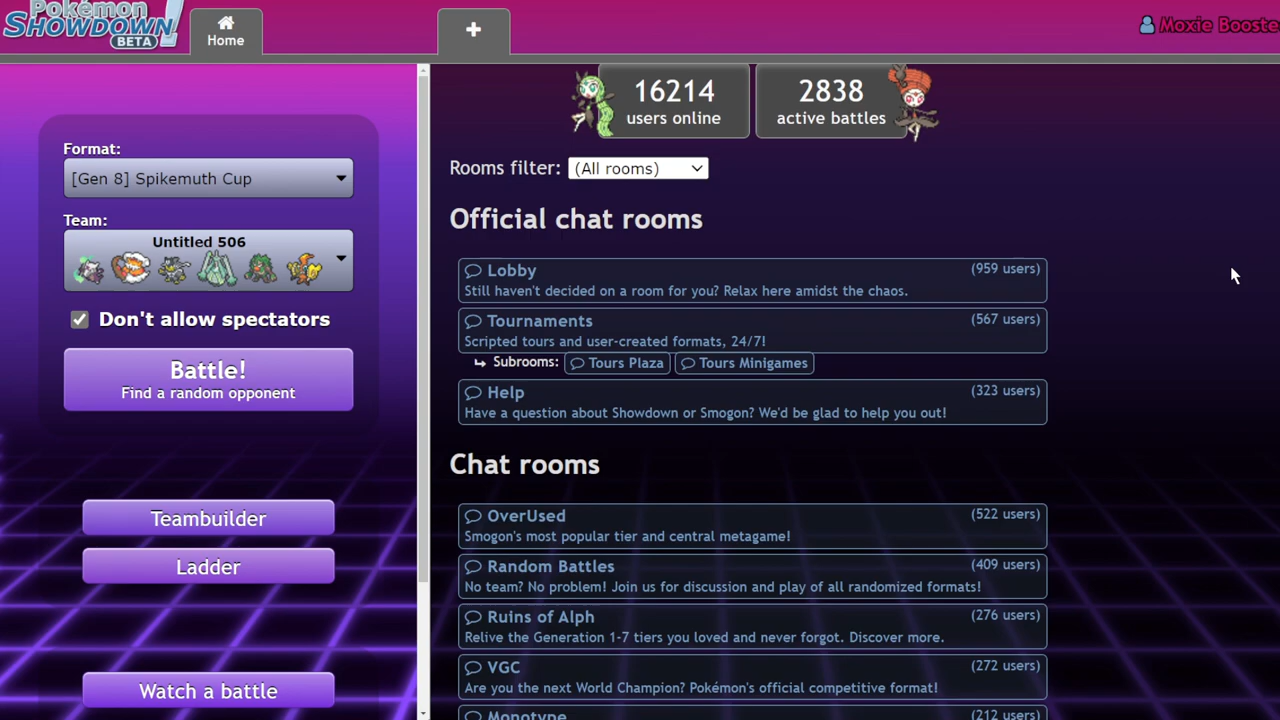 Pokémon
SHOWDOWN!
BETA
Home
+
Moxie Booste
Format:
[Gen 8] Spikemuth Cup
Team:
Untitled 506
Don't allow spectators
Battle!
Find a random opponent
Teambuilder
Ladder
Watch a battle
16214
users online
2838
active battles
Rooms filter: (All rooms)
Official chat rooms
Lobby (959 users)
Still haven't decided on a room for you? Relax here amidst the chaos.
Tournaments (567 users)
Scripted tours and user-created formats, 24/7!
↳ Subrooms: Tours Plaza Tours Minigames
Help (323 users)
Have a question about Showdown or Smogon? We'd be glad to help you out!
Chat rooms
OverUsed (522 users)
Smogon's most popular tier and central metagame!
Random Battles (409 users)
No team? No problem! Join us for discussion and play of all randomized formats!
Ruins of Alph (276 users)
Relive the Generation 1-7 tiers you loved and never forgot. Discover more.
VGC (272 users)
Are you the next World Champion? Pokémon's official competitive format!
Monotype (212 users)